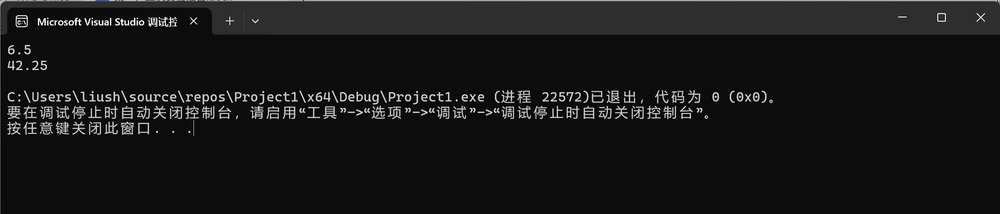 Microsoft Visual Studio 调试控
6.5
42.25
C:\Users\liush\source\repos\Project1\x64\Debug\Project1.exe (进程 22572)已退出，代码为 0 (0x0)。
要在调试停止时自动关闭控制台，请启用“工具”->“选项”->“调试”->“调试停止时自动关闭控制台”。
按任意键关闭此窗口. . .